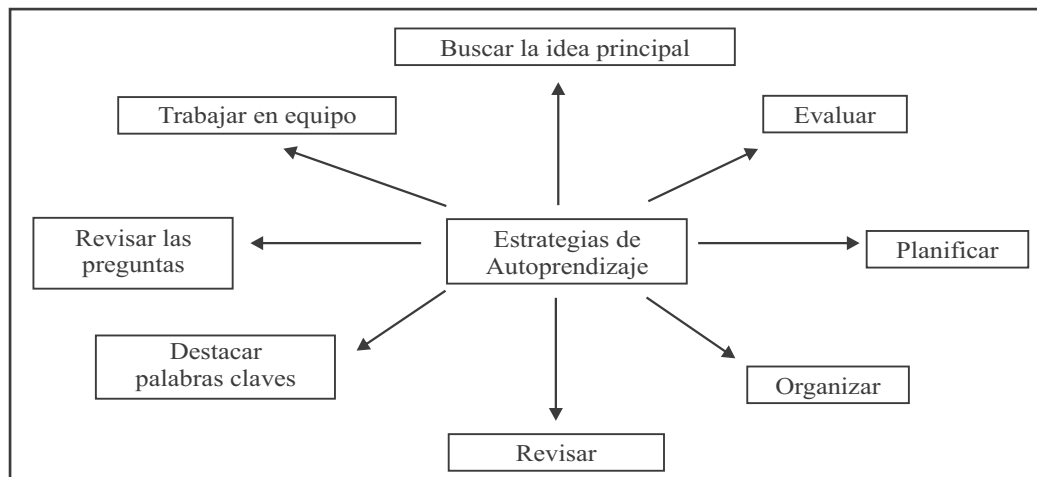 Buscar la idea principal
Trabajar en equipo
Evaluar
Revisar las
preguntas
Estrategias de
Autoprendizaje
Planificar
Destacar
palabras claves
Organizar
Revisar